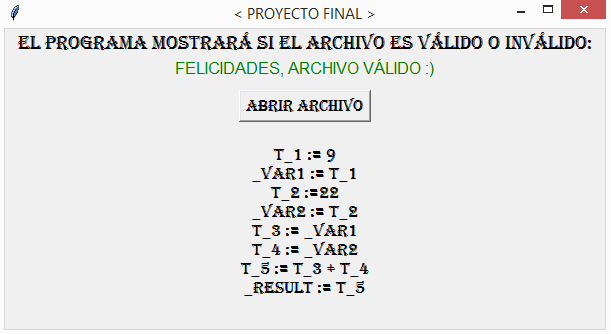 < PROYECTO FINAL >
EL PROGRAMA MOSTRARÁ SI EL ARCHIVO ES VÁLIDO O INVÁLIDO:
FELICIDADES, ARCHIVO VÁLIDO :)
ABRIR ARCHIVO
T_1 := 9
_VAR1 := T_1
T_2 :=22
_VAR2 := T_2
T_3 := _VAR1
T_4 := _VAR2
T_5 := T_3 + T_4
_RESULT := T_5